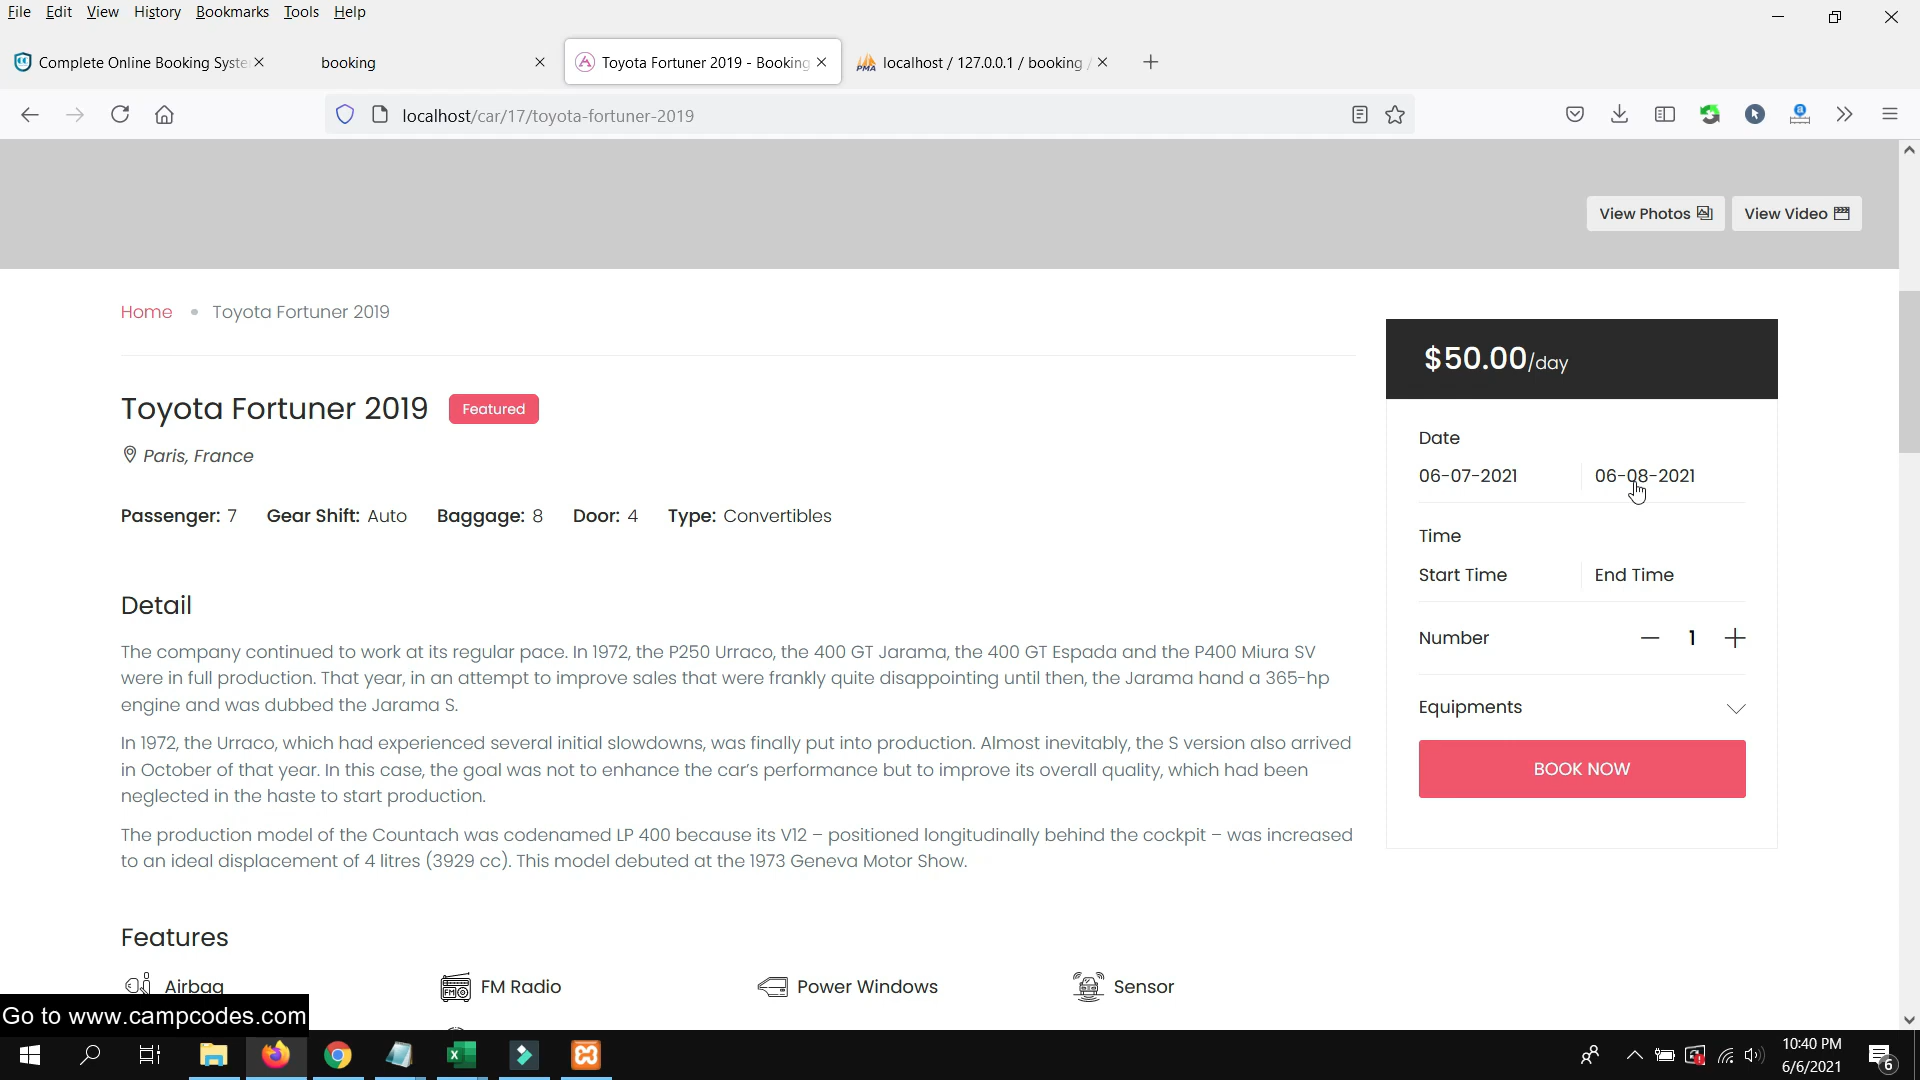 File Edit View History Bookmarks Tools Help
Complete Online Booking Syste
booking
Toyota Fortuner 2019 - Booking
PMA localhost / 127.0.0.1 / booking
localhost/car/17/toyota-fortuner-2019
View Photos View Video
Home • Toyota Fortuner 2019
Toyota Fortuner 2019 Featured
Paris, France
Passenger: 7 Gear Shift: Auto Baggage: 8 Door: 4 Type: Convertibles
Detail
The company continued to work at its regular pace. In 1972, the P250 Urraco, the 400 GT Jarama, the 400 GT Espada and the P400 Miura SV
were in full production. That year, in an attempt to improve sales that were frankly quite disappointing until then, the Jarama hand a 365-hp
engine and was dubbed the Jarama S.
In 1972, the Urraco, which had experienced several initial slowdowns, was finally put into production. Almost inevitably, the S version also arrived
in October of that year. In this case, the goal was not to enhance the car's performance but to improve its overall quality, which had been
neglected in the haste to start production.
The production model of the Countach was codenamed LP 400 because its V12 – positioned longitudinally behind the cockpit – was increased
to an ideal displacement of 4 litres (3929 cc). This model debuted at the 1973 Geneva Motor Show.
Features
Airbag FM Radio Power Windows Sensor
$50.00/day
Date
06-07-2021 06-08-2021
Time
Start Time End Time
Number — 1 +
Equipments
BOOK NOW
Go to www.campcodes.com
10:40 PM
6/6/2021
6